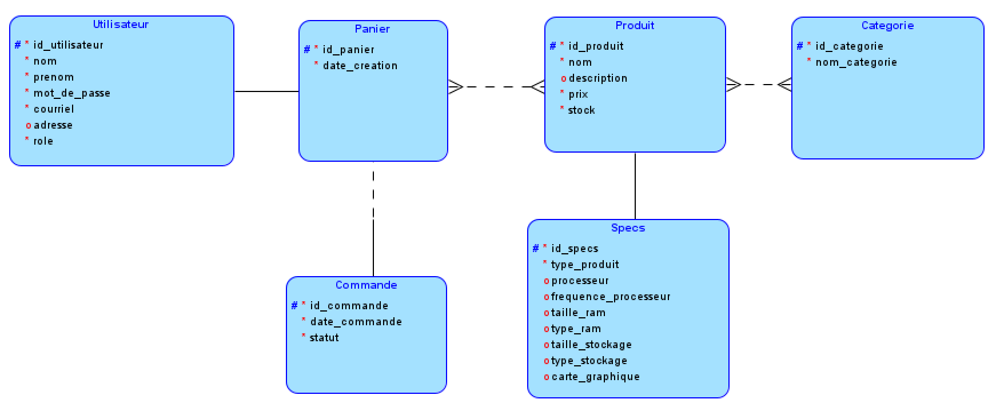 Utilisateur
# * id_utilisateur
* nom
* prenom
* mot_de_passe
* courriel
o adresse
* role
Panier
# * id_panier
* date_creation
Produit
# * id_produit
* nom
o description
* prix
* stock
Categorie
# * id_categorie
* nom_categorie
Commande
# * id_commande
* date_commande
* statut
Specs
# * id_specs
* type_produit
o processeur
o frequence_processeur
o taille_ram
o type_ram
o taille_stockage
o type_stockage
o carte_graphique